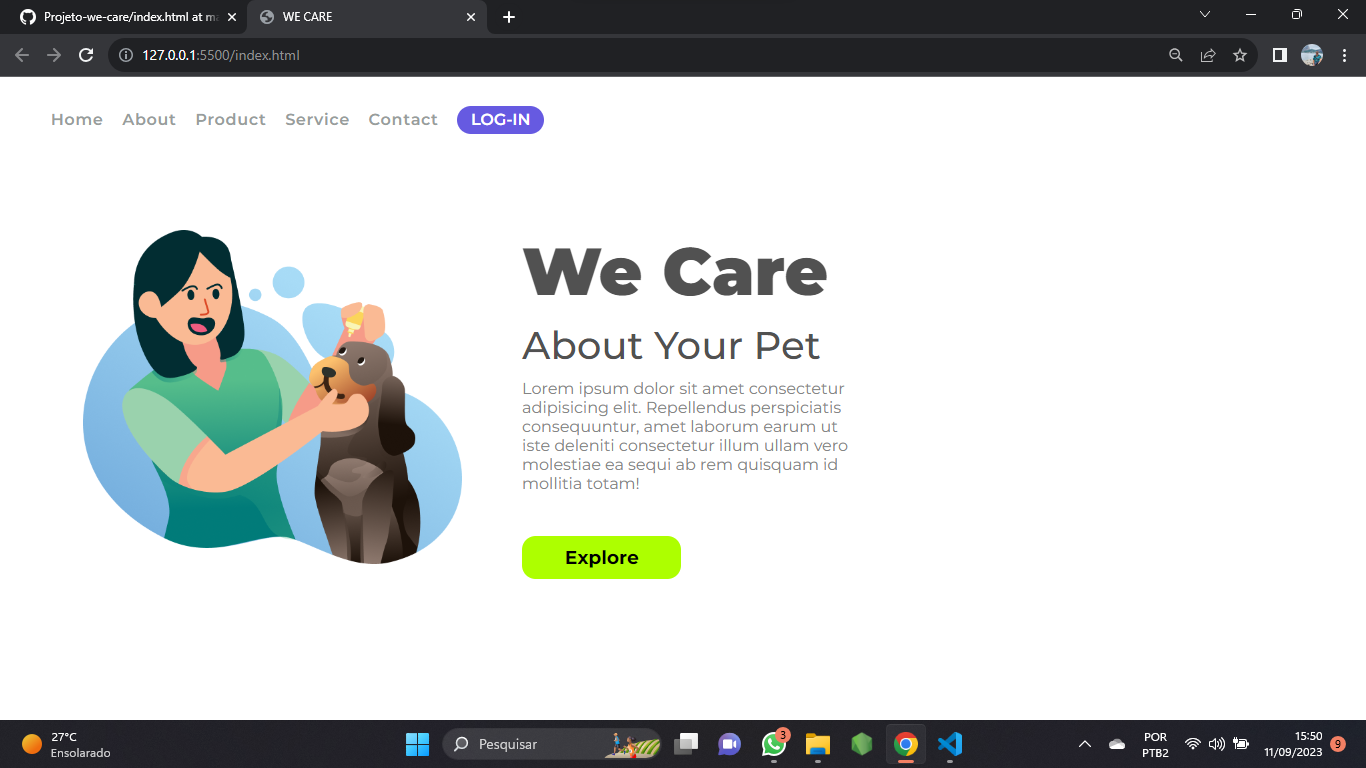 Projeto-we-care/index.html at ma
WE CARE
127.0.0.1:5500/index.html
Home About Product Service Contact LOG-IN
We Care
About Your Pet
Lorem ipsum dolor sit amet consectetur
adipisicing elit. Repellendus perspiciatis
consequuntur, amet laborum earum ut
iste deleniti consectetur illum ullam vero
molestiae ea sequi ab rem quisquam id
mollitia totam!
Explore
27°C
Ensolarado
Pesquisar
3
POR
PTB2
15:50
11/09/2023
9